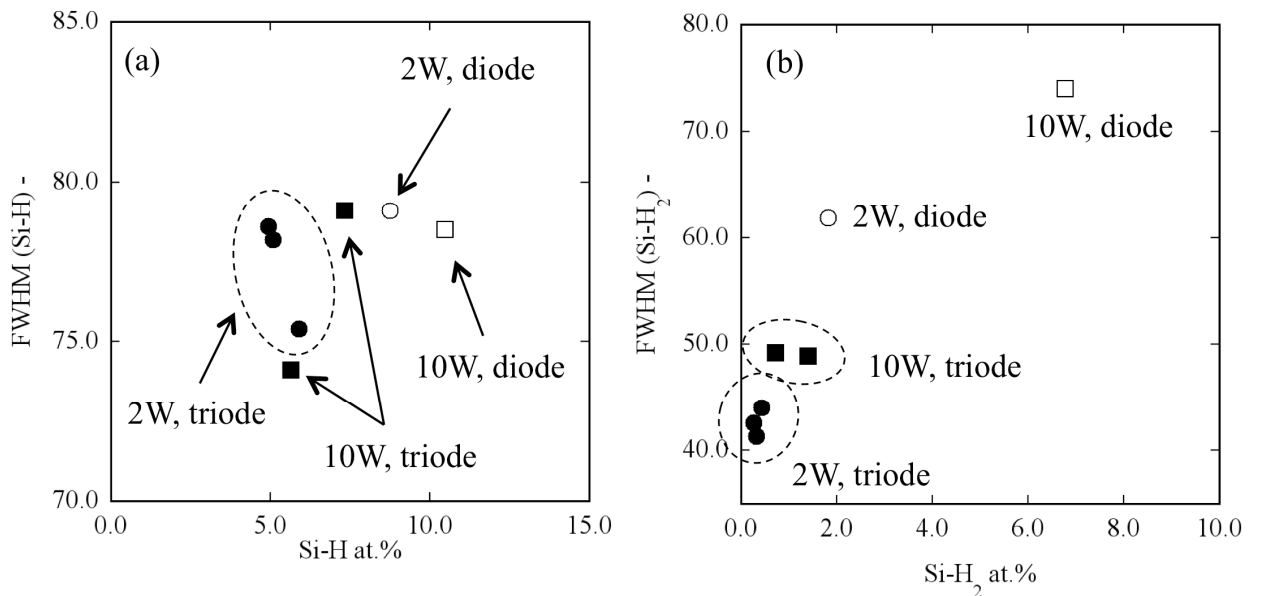 (a)
85.0
80.0
75.0
70.0
FWHM (Si-H) -
2W, diode
10W, diode
2W, triode
10W, triode
0.0 5.0 10.0 15.0
Si-H at.%
(b)
80.0
70.0
60.0
50.0
40.0
FWHM (Si-H2) -
10W, diode
2W, diode
10W, triode
2W, triode
0.0 2.0 4.0 6.0 8.0 10.0
Si-H2 at.%